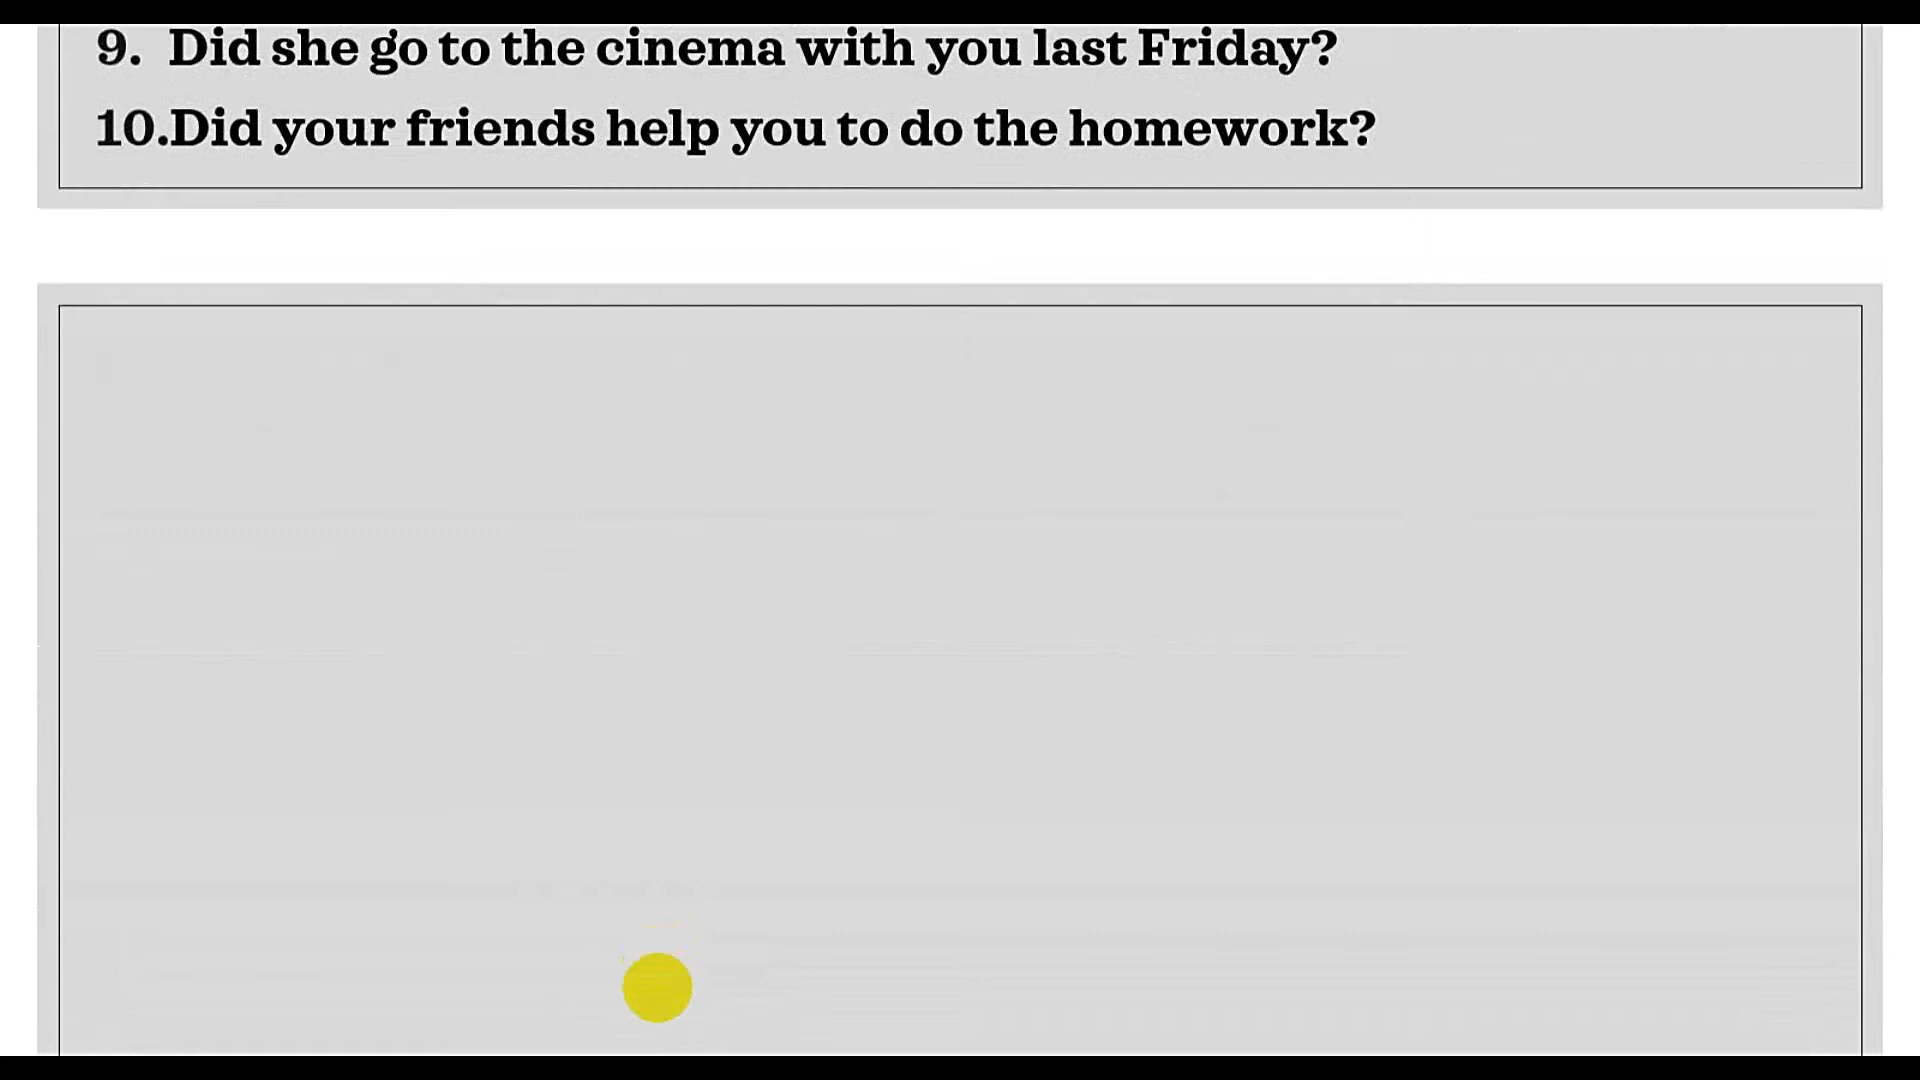 9. Did she go to the cinema with you last Friday?
10.Did your friends help you to do the homework?